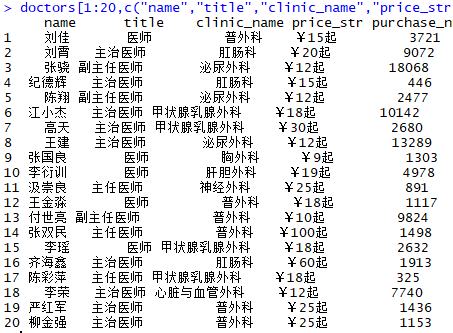 doctors[1:20,c("name","title","clinic_name","price_str
name title clinic_name price_str purchase_n
1 刘佳 医师 普外科 ￥15起 3721
2 刘霄 主治医师 肛肠科 ￥20起 9072
3 张骁 副主任医师 泌尿外科 ￥12起 18068
4 纪德辉 主治医师 肛肠科 ￥15起 446
5 陈翔 副主任医师 泌尿外科 ￥12起 2477
6 江小杰 主治医师 甲状腺乳腺外科 ￥18起 10142
7 高天 主治医师 甲状腺乳腺外科 ￥30起 2680
8 王建 主治医师 泌尿外科 ￥12起 13289
9 张国良 医师 胸外科 ￥9起 1303
10 李衍训 医师 肝胆外科 ￥19起 4978
11 汲崇良 主任医师 神经外科 ￥25起 891
12 王金淼 医师 普外科 ￥18起 1117
13 付世亮 副主任医师 普外科 ￥10起 9824
14 张双民 主任医师 普外科 ￥100起 1498
15 李瑶 医师 甲状腺乳腺外科 ￥18起 2632
16 齐海鑫 主治医师 肛肠科 ￥60起 1913
17 陈彩萍 主任医师 甲状腺乳腺外科 ￥18起 325
18 李荣 主治医师 心脏与血管外科 ￥12起 7740
19 严红军 主任医师 普外科 ￥25起 1436
20 柳金强 主治医师 普外科 ￥25起 1153